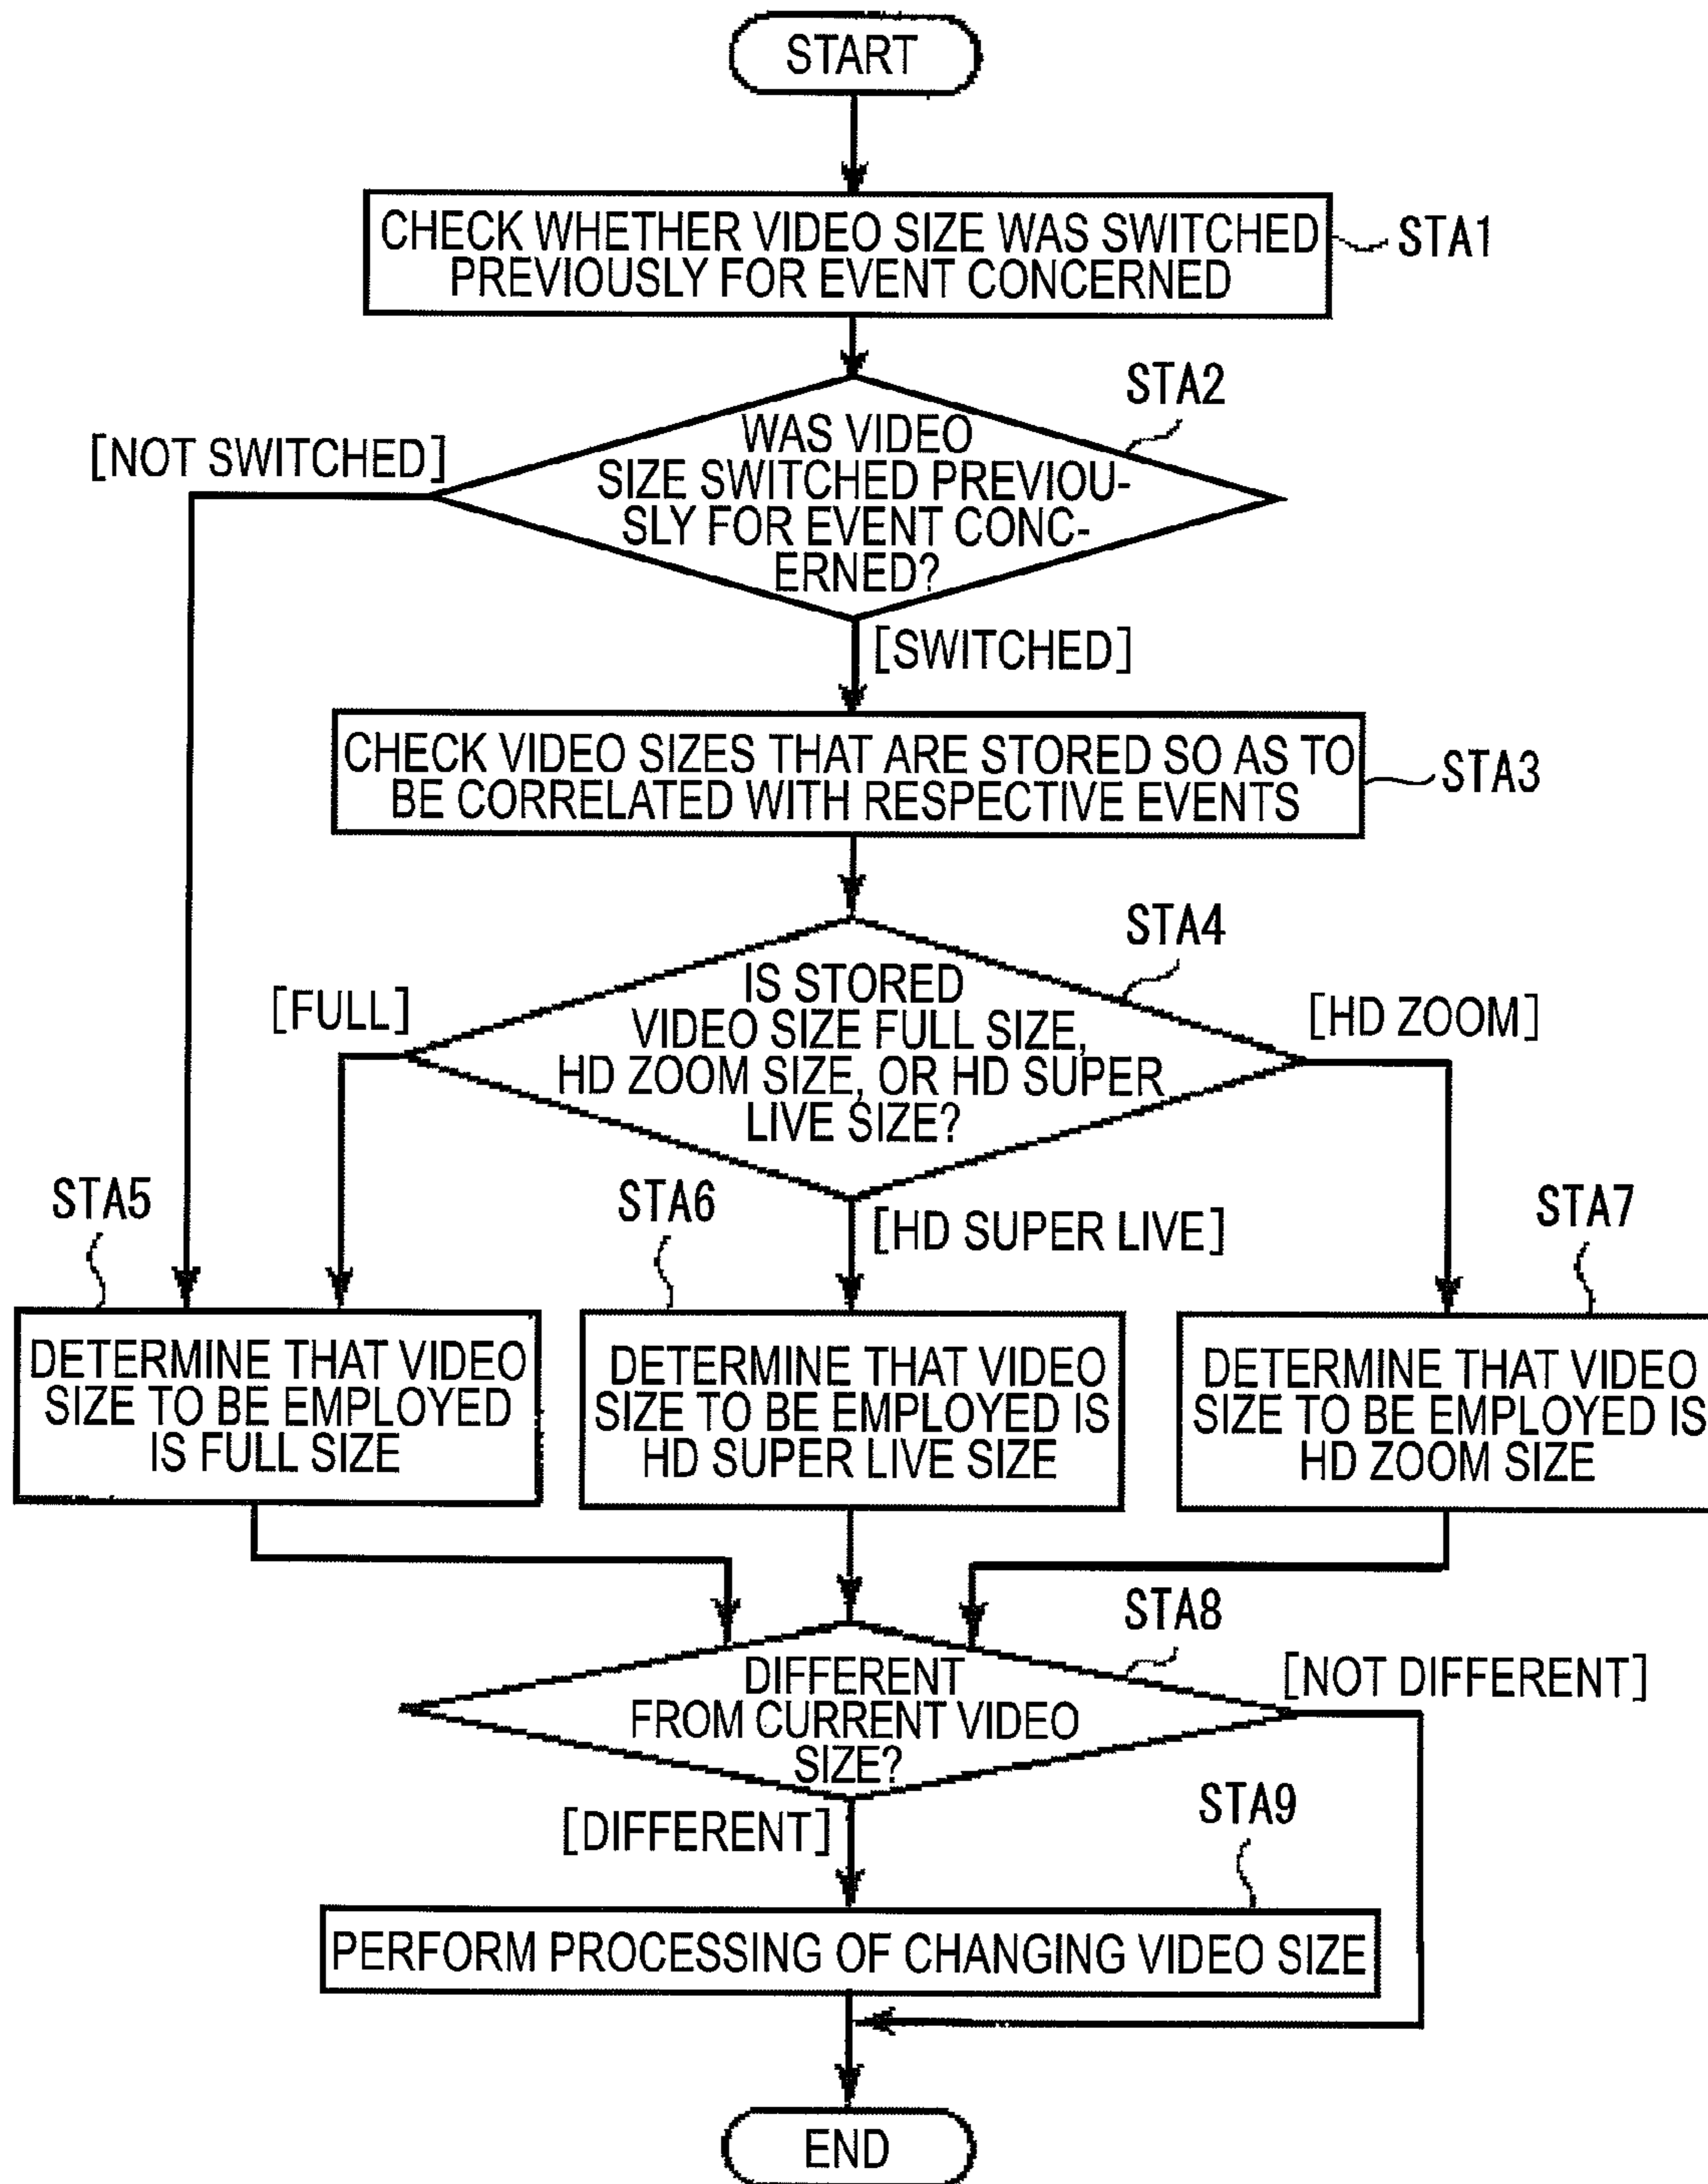 START
CHECK WHETHER VIDEO SIZE WAS SWITCHED
PREVIOUSLY FOR EVENT CONCERNED
STA1
STA2
[NOT SWITCHED]
WAS VIDEO
SIZE SWITCHED PREVIOU-
SLY FOR EVENT CONC-
ERNED?
[SWITCHED]
CHECK VIDEO SIZES THAT ARE STORED SO AS TO
BE CORRELATED WITH RESPECTIVE EVENTS
STA3
STA4
[FULL]
IS STORED
VIDEO SIZE FULL SIZE,
HD ZOOM SIZE, OR HD SUPER
LIVE SIZE?
[HD ZOOM]
STA5
STA6
[HD SUPER LIVE]
STA7
DETERMINE THAT VIDEO
SIZE TO BE EMPLOYED
IS FULL SIZE
DETERMINE THAT VIDEO
SIZE TO BE EMPLOYED IS
HD SUPER LIVE SIZE
DETERMINE THAT VIDEO
SIZE TO BE EMPLOYED IS
HD ZOOM SIZE
STA8
DIFFERENT
FROM CURRENT VIDEO
SIZE?
[NOT DIFFERENT]
[DIFFERENT]
STA9
PERFORM PROCESSING OF CHANGING VIDEO SIZE
END